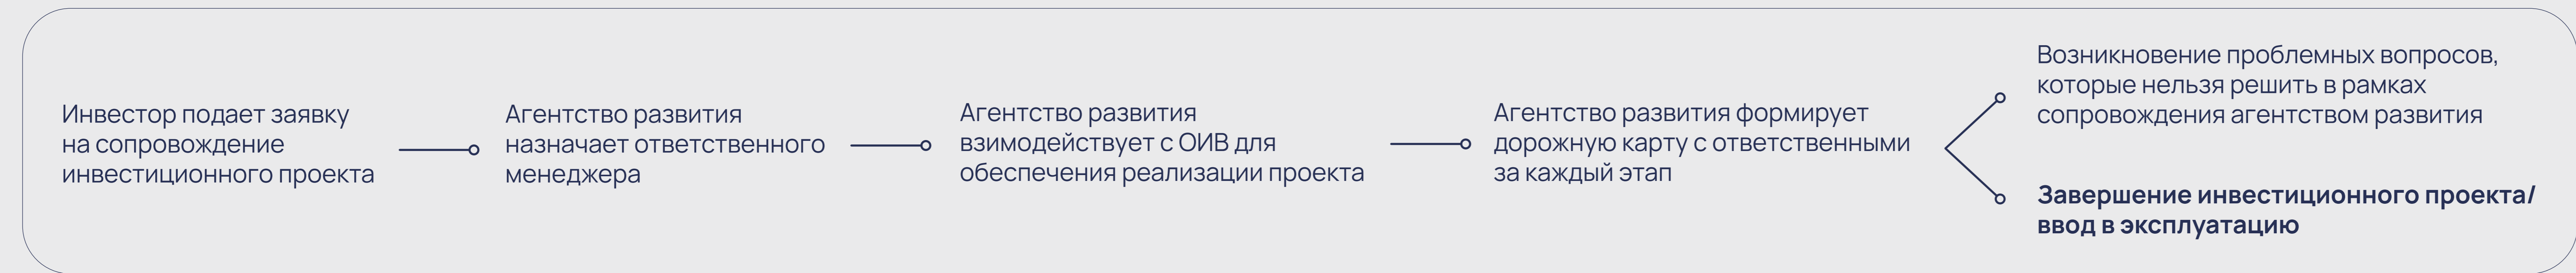 Инвестор подает заявку
на сопровождение
инвестиционного проекта
Агентство развития
назначает ответственного
менеджера
Агентство развития
взимодействует с ОИВ для
обеспечения реализации проекта
Агентство развития формирует
дорожную карту с ответственными
за каждый этап
Возникновение проблемных вопросов,
которые нельзя решить в рамках
сопровождения агентством развития
Завершение инвестиционного проекта/
ввод в эксплуатацию